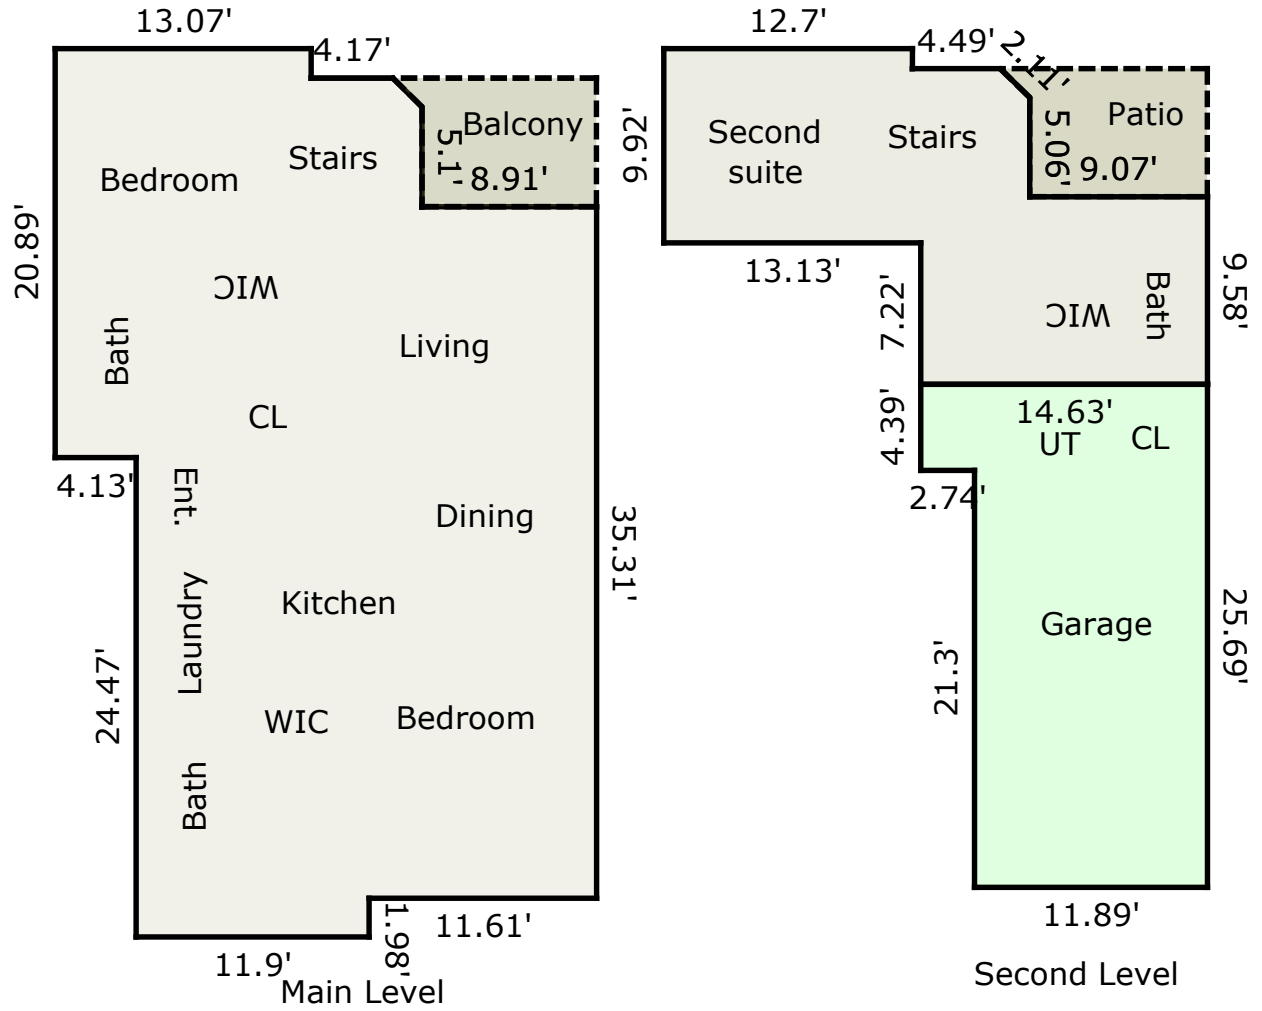 13.07'
4.17'
Balcony
5.1'
8.91'
Stairs
Bedroom
20.89'
WIC
Bath
Living
CL
4.13'
Ent.
Dining
35.31'
Kitchen
Laundry
24.47'
WIC
Bedroom
Bath
1.98'
11.61'
11.9'
Main Level
12.7'
4.49'
2.11'
Patio
5.06'
9.07'
Second
suite
Stairs
9.92'
13.13'
7.22'
WIC
Bath
9.58'
14.63'
4.39'
UT
CL
2.74'
Garage
25.69'
21.3'
11.89'
Second Level